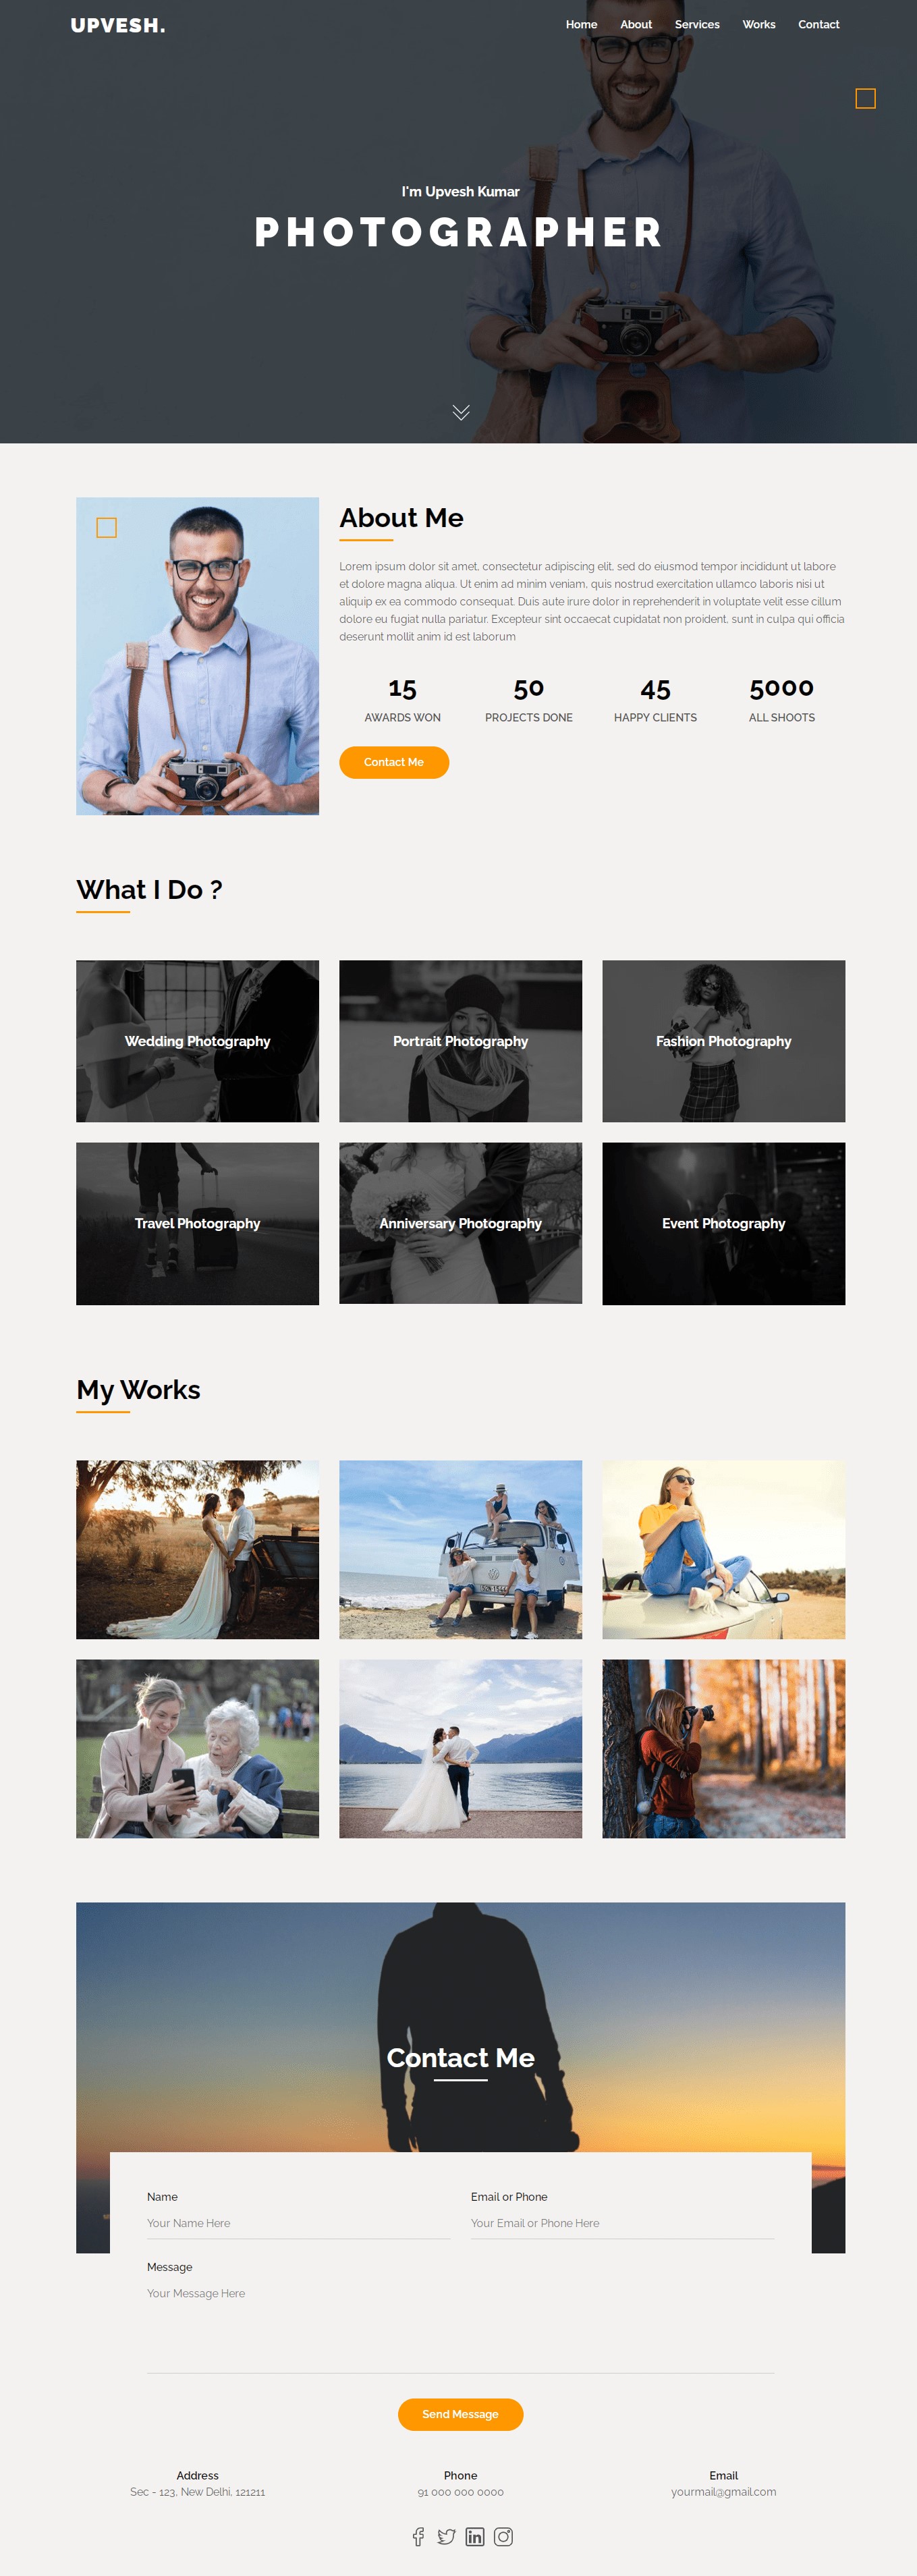 UPVESH.
Home About Services Works Contact
I'm Upvesh Kumar
PHOTOGRAPHER
About Me
Lorem ipsum dolor sit amet, consectetur adipiscing elit, sed do eiusmod tempor incididunt ut labore
et dolore magna aliqua. Ut enim ad minim veniam, quis nostrud exercitation ullamco laboris nisi ut
aliquip ex ea commodo consequat. Duis aute irure dolor in reprehenderit in voluptate velit esse cillum
dolore eu fugiat nulla pariatur. Excepteur sint occaecat cupidatat non proident, sunt in culpa qui officia
deserunt mollit anim id est laborum
15 50 45 5000
AWARDS WON PROJECTS DONE HAPPY CLIENTS ALL SHOOTS
Contact Me
What I Do ?
Wedding Photography Portrait Photography Fashion Photography
Travel Photography Anniversary Photography Event Photography
My Works
Contact Me
Name Email or Phone
Your Name Here Your Email or Phone Here
Message
Your Message Here
Send Message
Address Phone Email
Sec - 123, New Delhi, 121211 91 000 000 0000 yourmail@gmail.com